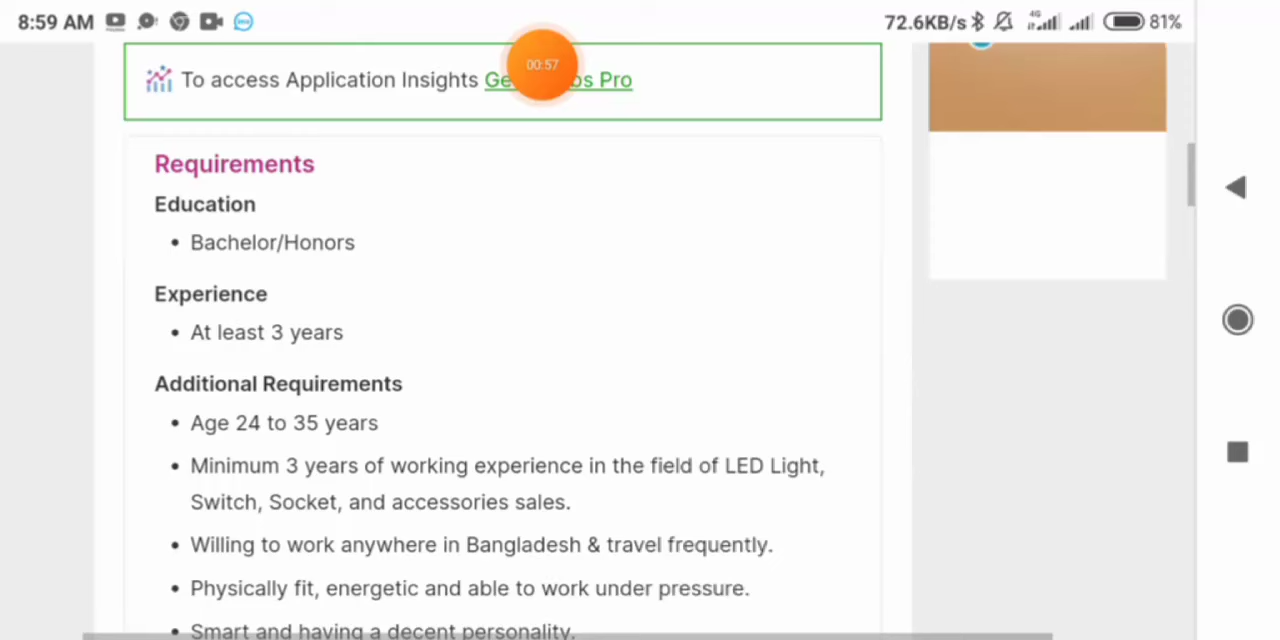 8:59 AM
72.6KB/s
4G
81%
00:57
To access Application Insights Pro
Requirements
Education
• Bachelor/Honors
Experience
• At least 3 years
Additional Requirements
• Age 24 to 35 years
• Minimum 3 years of working experience in the field of LED Light,
Switch, Socket, and accessories sales.
• Willing to work anywhere in Bangladesh & travel frequently.
• Physically fit, energetic and able to work under pressure.
• Smart and having a decent personality.